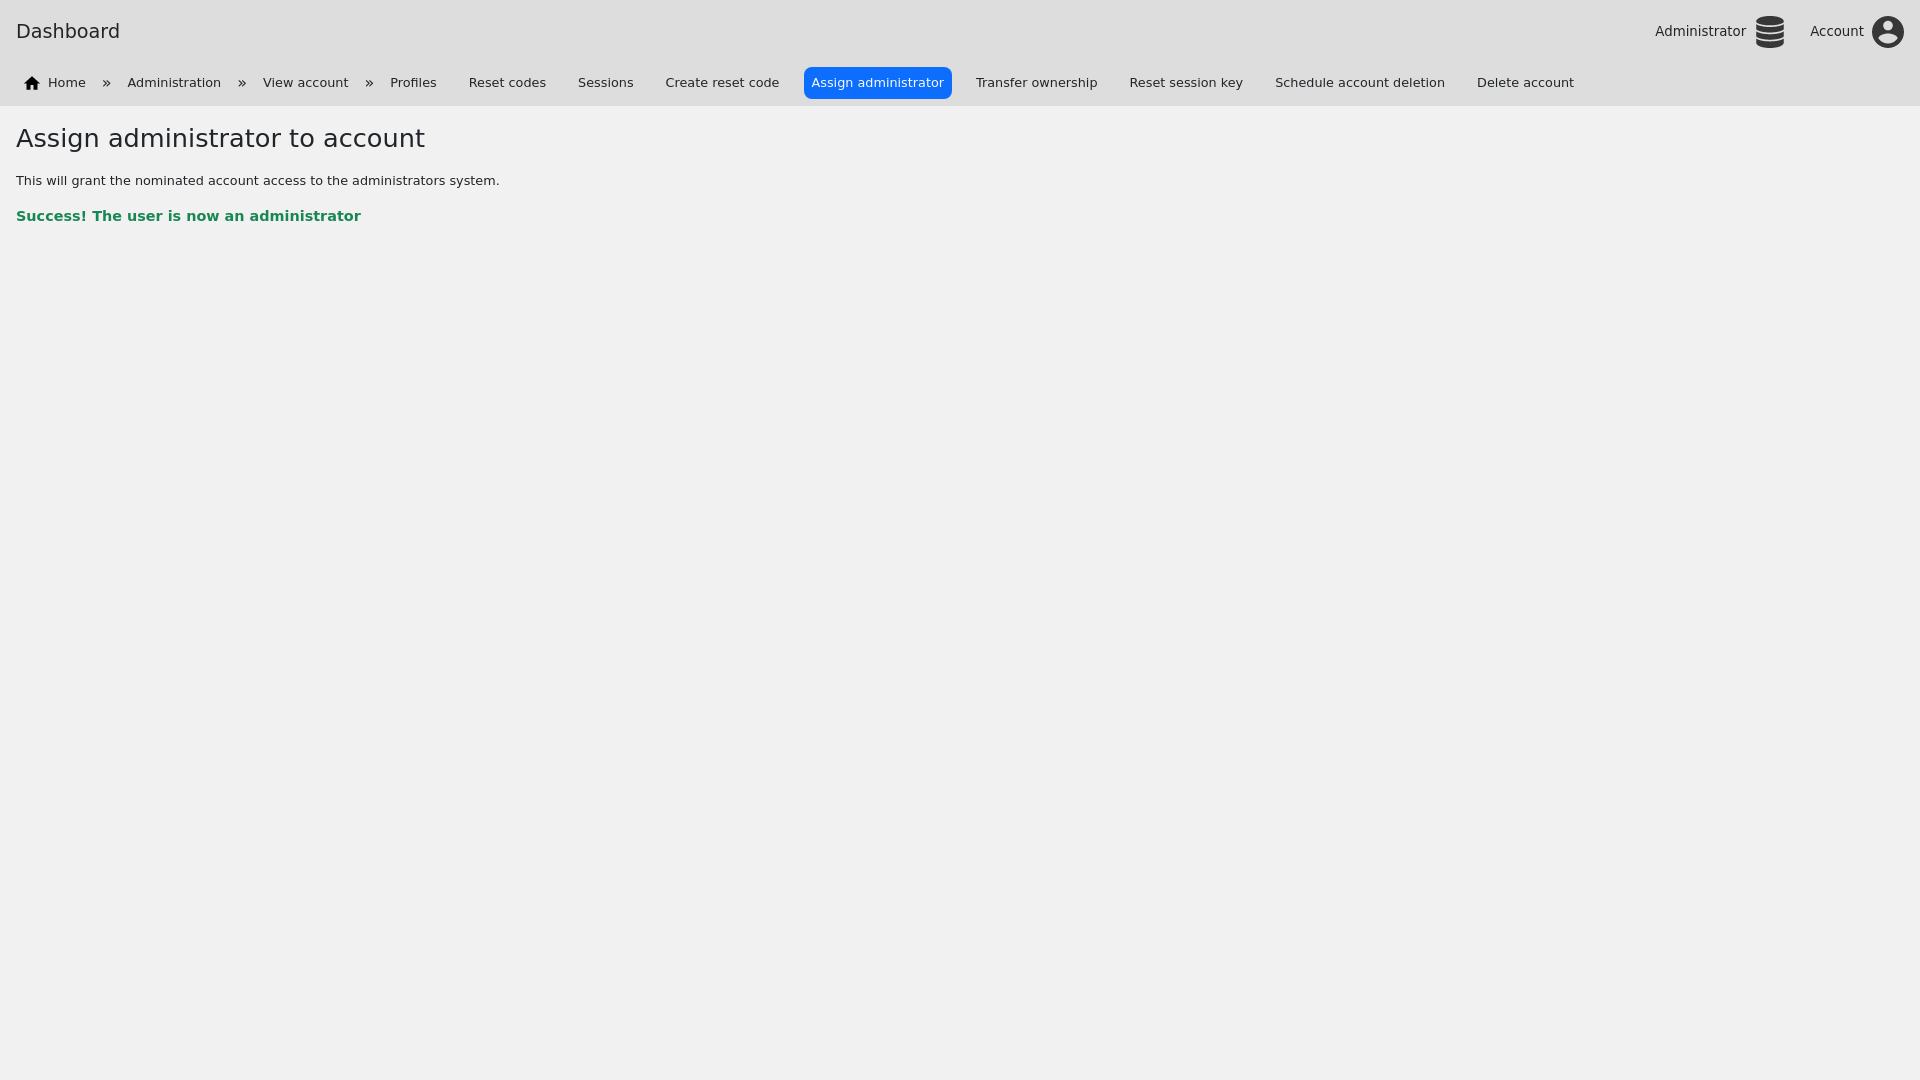 Dashboard
Administrator
Account
Home » Administration » View account » Profiles Reset codes Sessions Create reset code Assign administrator Transfer ownership Reset session key Schedule account deletion Delete account
Assign administrator to account
This will grant the nominated account access to the administrators system.
Success! The user is now an administrator